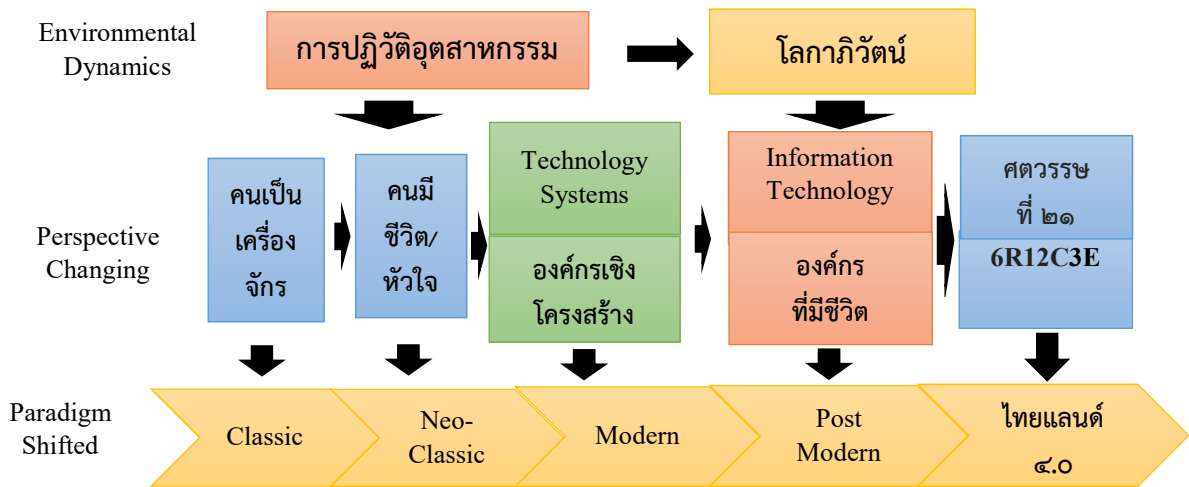 Environmental
Dynamics
การปฏิวัติอุตสาหกรรม
โลกาภิวัตน์
Perspective
Changing
คนเป็น
เครื่อง
จักร
คนมี
ชีวิต/
หัวใจ
Technology
Systems
องค์กรเชิง
โครงสร้าง
Information
Technology
องค์กร
ที่มีชีวิต
ศตวรรษ
ที่ ๒๑
6R12C3E
Paradigm
Shifted
Classic
Neo-
Classic
Modern
Post
Modern
ไทยแลนด์
๔.๐